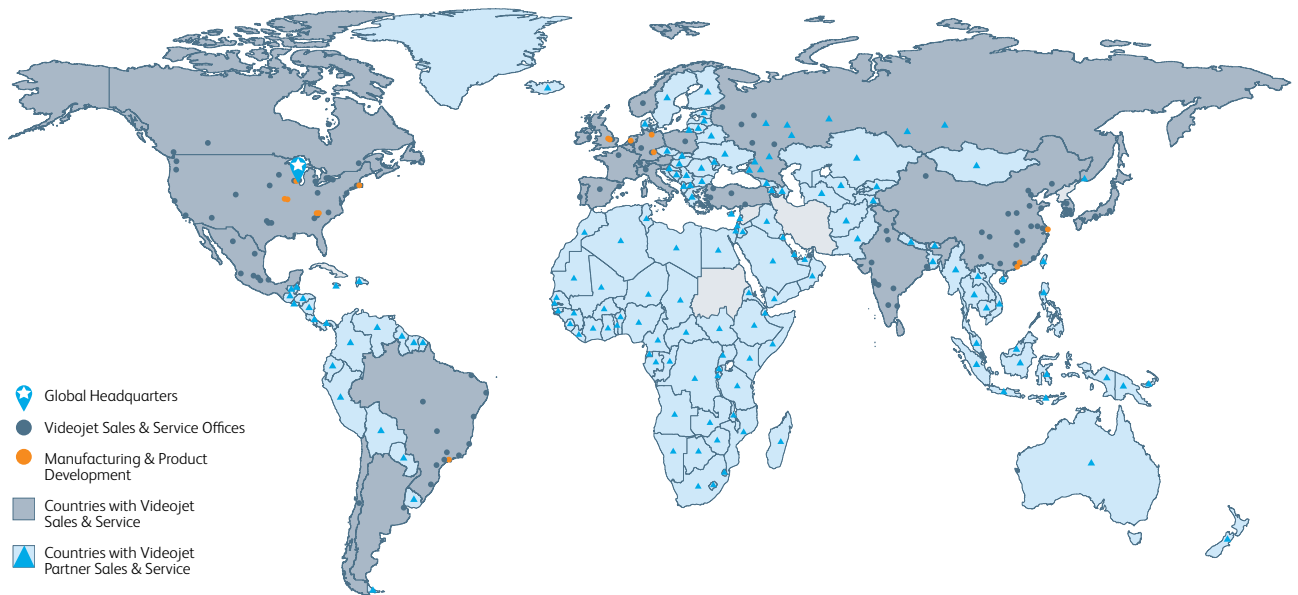 Global Headquarters
Videojet Sales & Service Offices
Manufacturing & Product
Development
Countries with Videojet
Sales & Service
Countries with Videojet
Partner Sales & Service